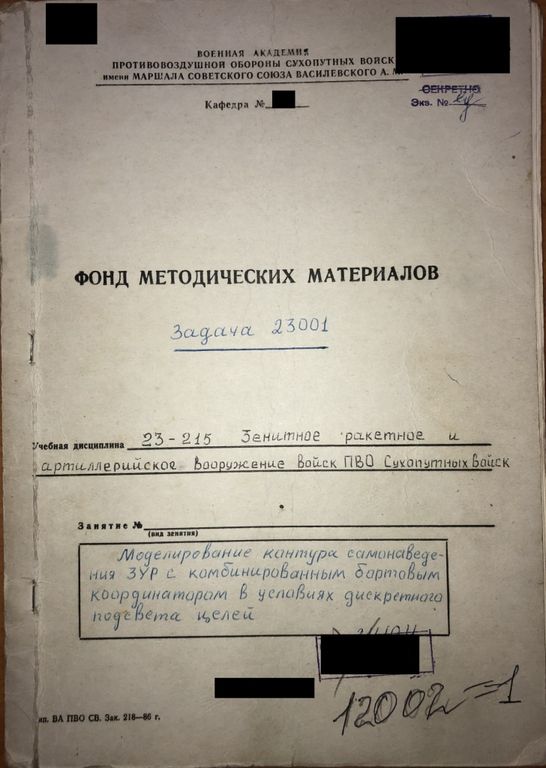 ВОЕННАЯ АКАДЕМИЯ
ПРОТИВОВОЗДУШНОЙ ОБОРОНЫ СУХОПУТНЫХ ВОЙСК
имени МАРШАЛА СОВЕТСКОГО СОЮЗА ВАСИЛЕВСКОГО А. М.
СЕКРЕТНО
Экз. №
Кафедра №
ФОНД МЕТОДИЧЕСКИХ МАТЕРИАЛОВ
Задача 23001
Учебная дисциплина 23-215 Зенитное ракетное и
артиллерийское вооружение войск ПВО Сухопутных Войск
Занятие №
(вид занятия)
Моделирование контура самонаведе-
ния ЗУР с комбинированным бортовым
координатором в условиях дискретного
подсвета целей
ВА ПВО СВ. Зак. 218—86 г.